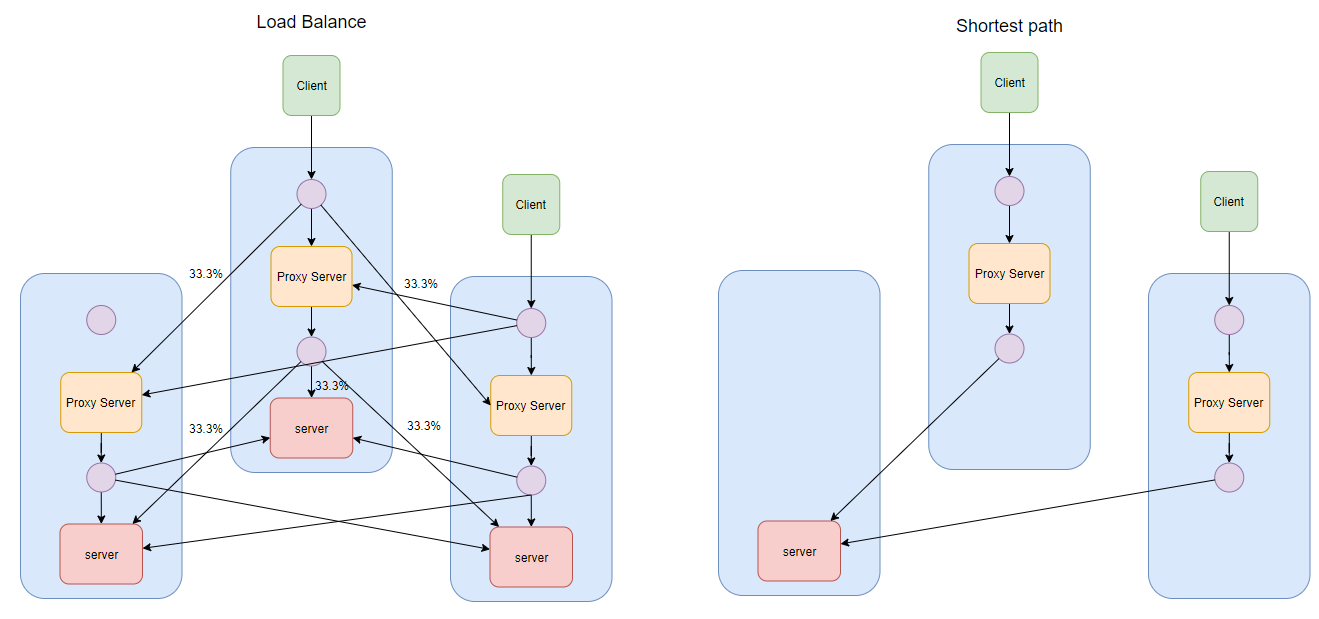 Load Balance
Client
Client
33.3%
Proxy Server
33.3%
Proxy Server
33.3%
Proxy Server
33.3%
server
33.3%
server
server
Shortest path
Client
Client
Proxy Server
Proxy Server
server